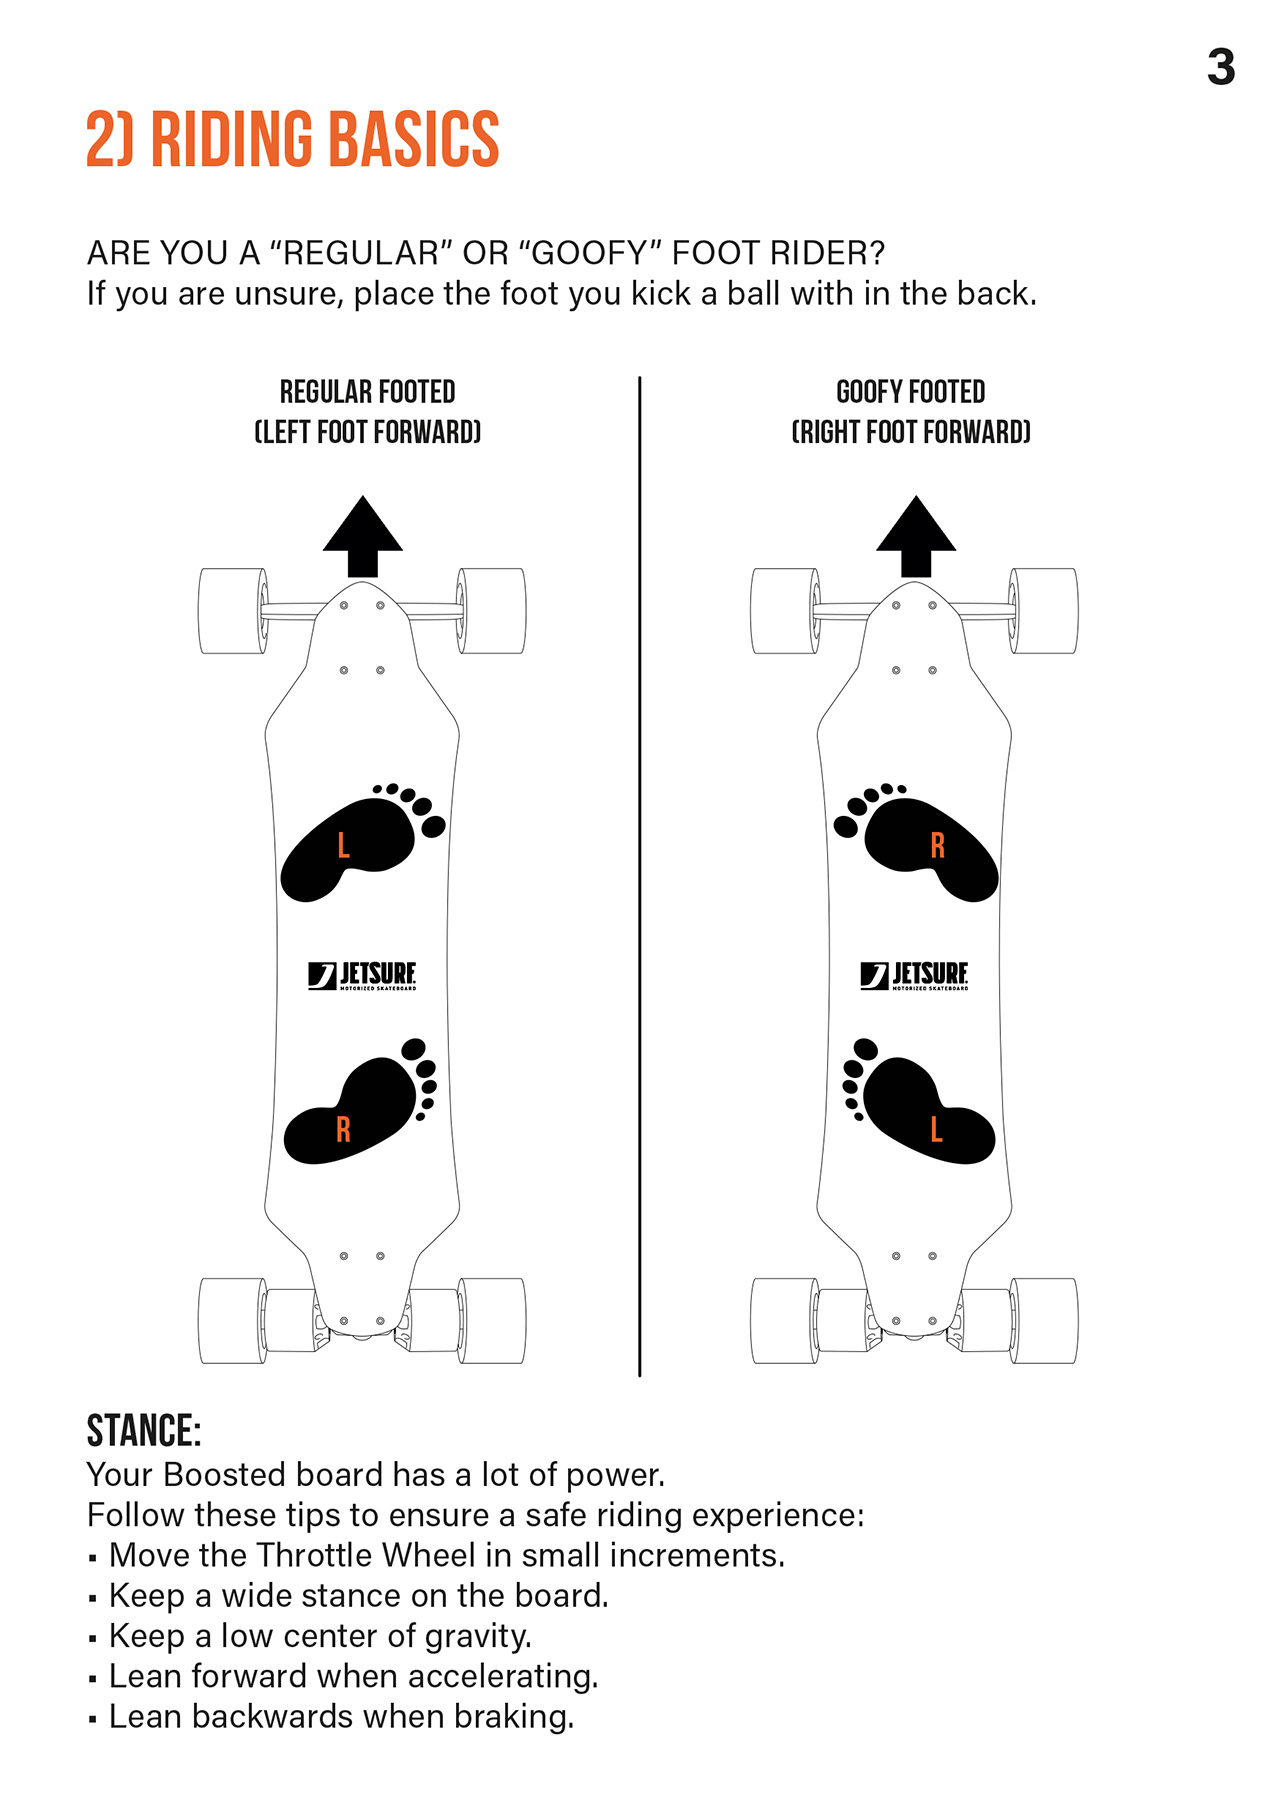 3
2) RIDING BASICS
ARE YOU A “REGULAR” OR “GOOFY” FOOT RIDER?
If you are unsure, place the foot you kick a ball with in the back.
REGULAR FOOTED
(LEFT FOOT FORWARD)
L
JETSURF.
MOTORIZED SKATEBOARD
R
GOOFY FOOTED
(RIGHT FOOT FORWARD)
R
JETSURF.
MOTORIZED SKATEBOARD
L
STANCE:
Your Boosted board has a lot of power.
Follow these tips to ensure a safe riding experience:
▪ Move the Throttle Wheel in small increments.
▪ Keep a wide stance on the board.
▪ Keep a low center of gravity.
▪ Lean forward when accelerating.
▪ Lean backwards when braking.